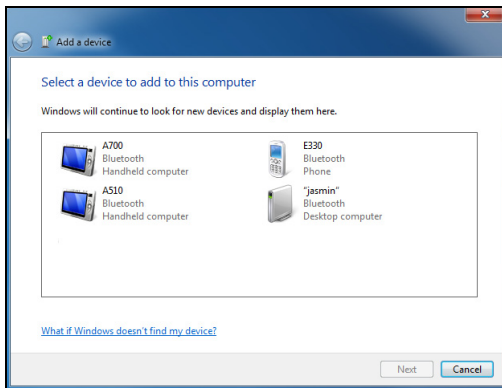 Add a device
Select a device to add to this computer
Windows will continue to look for new devices and display them here.
A700
Bluetooth
Handheld computer
E330
Bluetooth
Phone
A510
Bluetooth
Handheld computer
"jasmin"
Bluetooth
Desktop computer
What if Windows doesn't find my device?
Next
Cancel